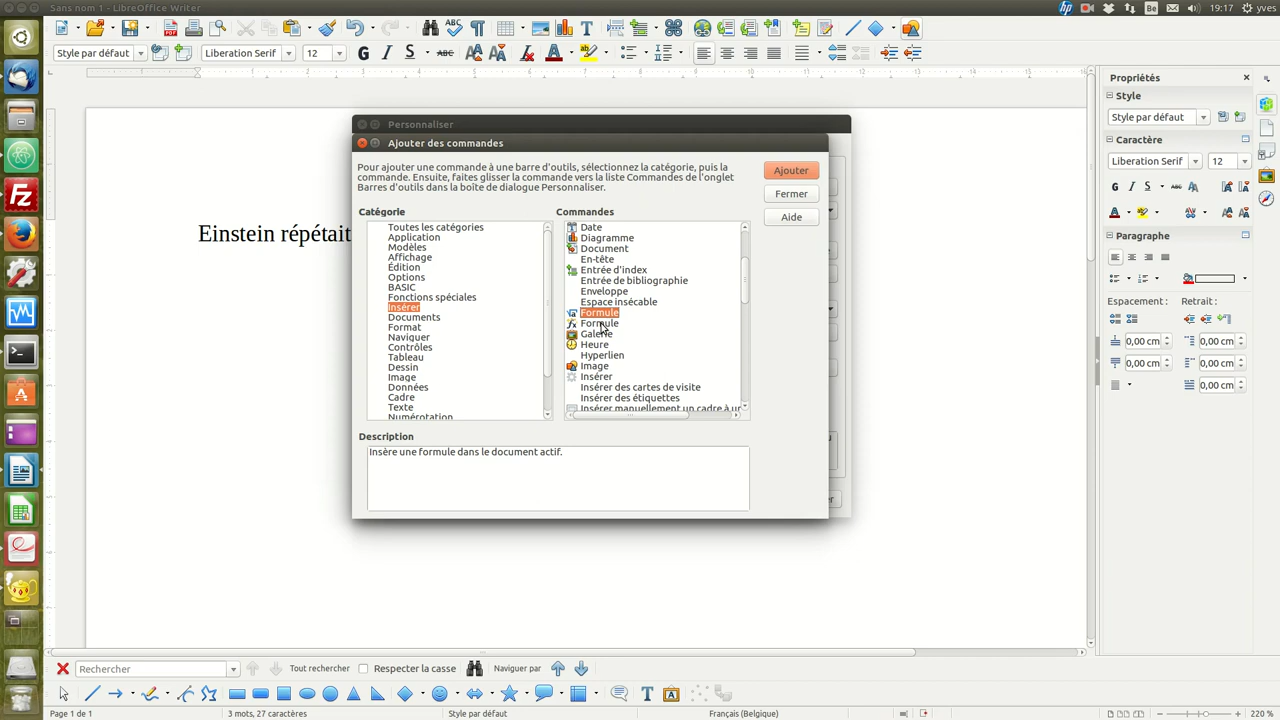 Sans nom 1 - LibreOffice Writer
Be
19:17
yves
Style par défaut
Liberation Serif
12
Einstein répétait
Personnaliser
Ajouter des commandes
Pour ajouter une commande à une barre d'outils, sélectionnez la catégorie, puis la
commande. Ensuite, faites glisser la commande vers la liste Commandes de l'onglet
Barres d'outils dans la boîte de dialogue Personnaliser.
Ajouter
Fermer
Aide
Catégorie
Toutes les catégories
Application
Modèles
Affichage
Édition
Options
BASIC
Fonctions spéciales
Insérer
Documents
Format
Naviguer
Contrôles
Tableau
Dessin
Image
Données
Cadre
Texte
Numérotation
Commandes
Date
Diagramme
Document
En-tête
Entrée d'index
Entrée de bibliographie
Enveloppe
Espace insécable
Formule
Formule
Galerie
Heure
Hyperlien
Image
Insérer
Insérer des cartes de visite
Insérer des étiquettes
Insérer manuellement un cadre à un
Description
Insère une formule dans le document actif.
Propriétés
Style
Style par défaut
Caractère
Liberation Serif
12
Paragraphe
Espacement :
Retrait :
0,00 cm
0,00 cm
0,00 cm
0,00 cm
0,00 cm
Rechercher
Tout rechercher
Respecter la casse
Naviguer par
Page 1 de 1
3 mots, 27 caractères
Style par défaut
Français (Belgique)
220 %